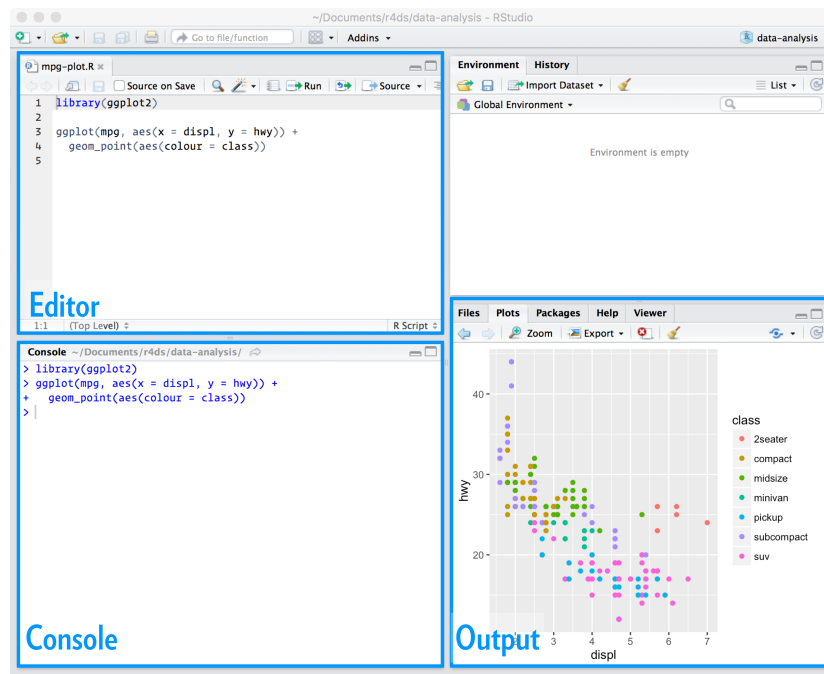 ~/Documents/r4ds/data-analysis - RStudio
Go to file/function
Addins
data-analysis
mpg-plot.R ×
Source on Save
Run
Source
1 library(ggplot2)
2
3 ggplot(mpg, aes(x = displ, y = hwy)) +
4   geom_point(aes(colour = class))
5
Editor
1:1 (Top Level)
R Script
Console ~/Documents/r4ds/data-analysis/
> library(ggplot2)
> ggplot(mpg, aes(x = displ, y = hwy)) +
+   geom_point(aes(colour = class))
>
Console
Environment History
Import Dataset
List
Global Environment
Environment is empty
Files Plots Packages Help Viewer
Zoom Export
40
30
20
hwy
3 4 5 6 7
displ
class
2seater
compact
midsize
minivan
pickup
subcompact
suv
Output